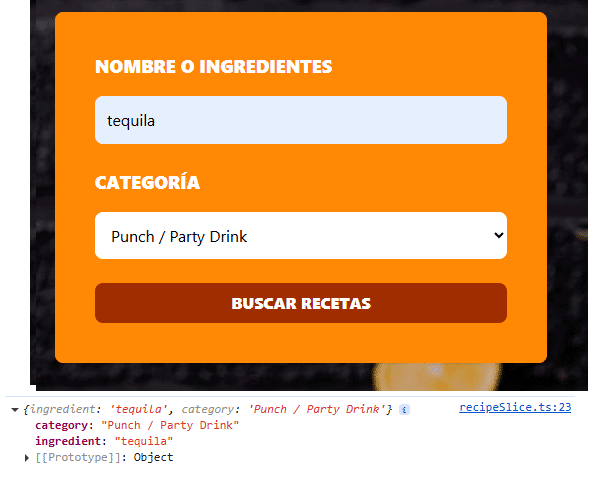 NOMBRE O INGREDIENTES
tequila
CATEGORÍA
Punch / Party Drink
BUSCAR RECETAS
{ingredient: 'tequila', category: 'Punch / Party Drink'} i recipeSlice.ts:23
category: "Punch / Party Drink"
ingredient: "tequila"
[[Prototype]]: Object